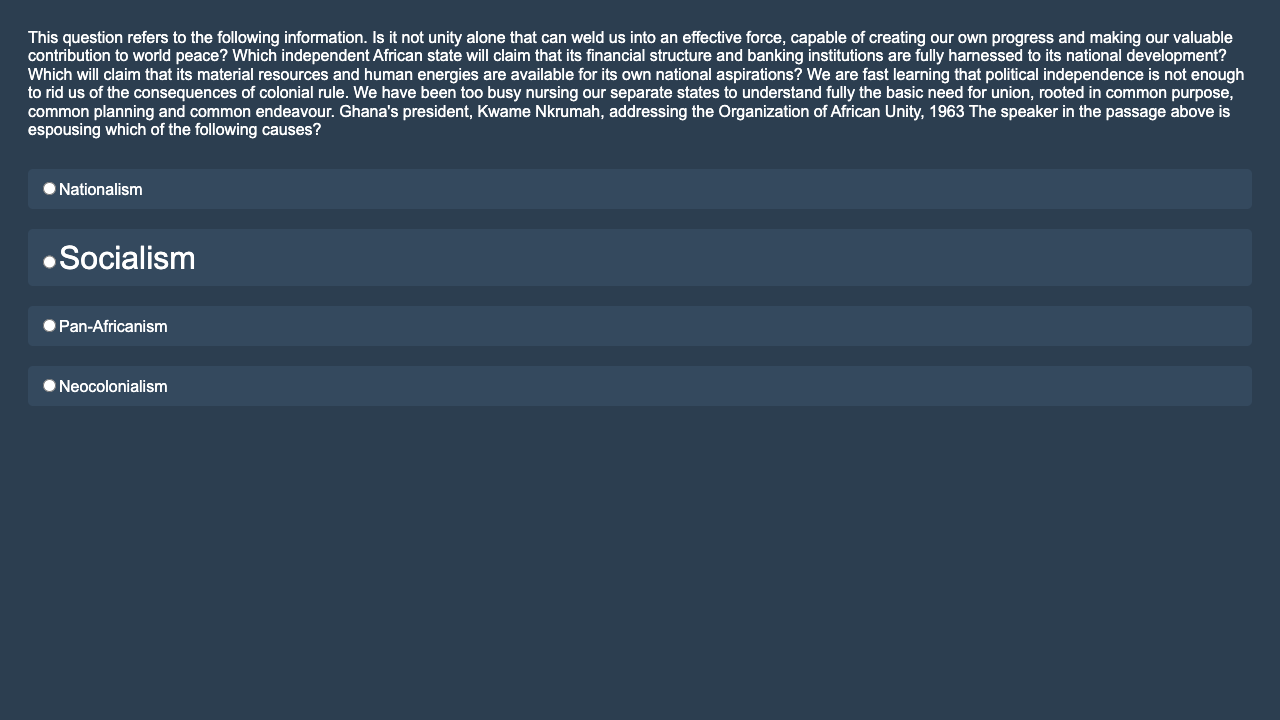 This question refers to the following information. Is it not unity alone that can weld us into an effective force, capable of creating our own progress and making our valuable
contribution to world peace? Which independent African state will claim that its financial structure and banking institutions are fully harnessed to its national development?
Which will claim that its material resources and human energies are available for its own national aspirations? We are fast learning that political independence is not enough
to rid us of the consequences of colonial rule. We have been too busy nursing our separate states to understand fully the basic need for union, rooted in common purpose,
common planning and common endeavour. Ghana's president, Kwame Nkrumah, addressing the Organization of African Unity, 1963 The speaker in the passage above is
espousing which of the following causes?
Nationalism
Socialism
Pan-Africanism
Neocolonialism